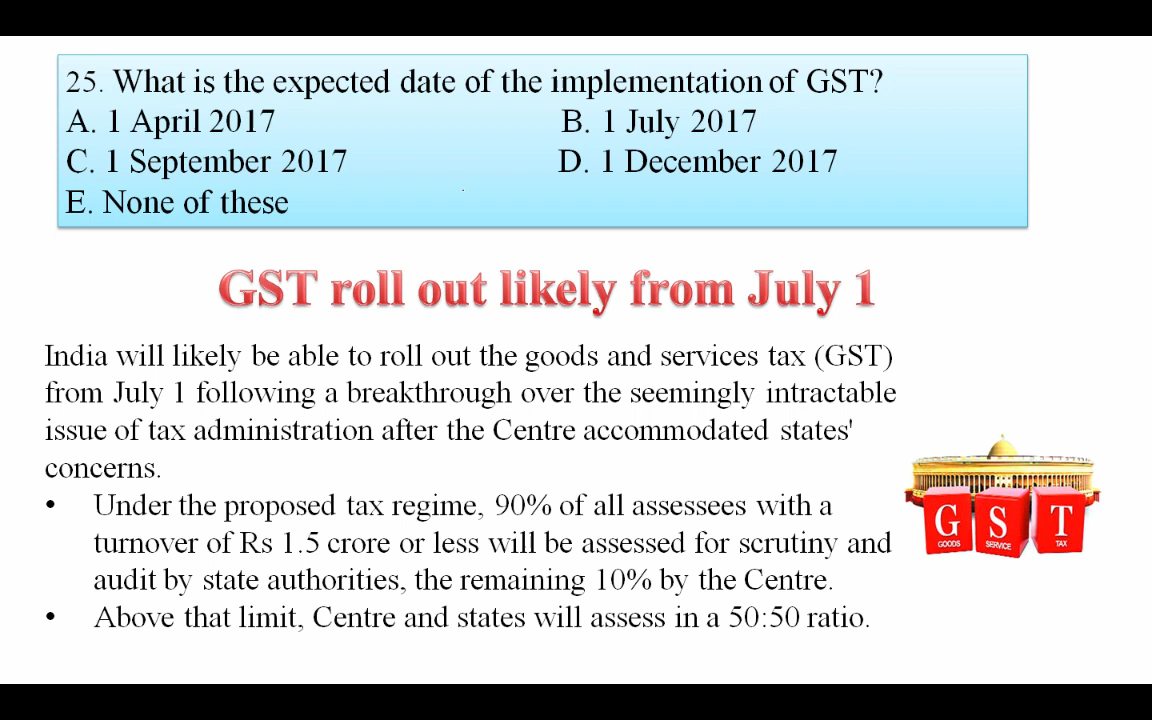 25. What is the expected date of the implementation of GST?
A. 1 April 2017 B. 1 July 2017
C. 1 September 2017 D. 1 December 2017
E. None of these
GST roll out likely from July 1
India will likely be able to roll out the goods and services tax (GST)
from July 1 following a breakthrough over the seemingly intractable
issue of tax administration after the Centre accommodated states'
concerns.
• Under the proposed tax regime, 90% of all assessees with a
turnover of Rs 1.5 crore or less will be assessed for scrutiny and
audit by state authorities, the remaining 10% by the Centre.
• Above that limit, Centre and states will assess in a 50:50 ratio.
G S T
GOODS SERVICE TAX